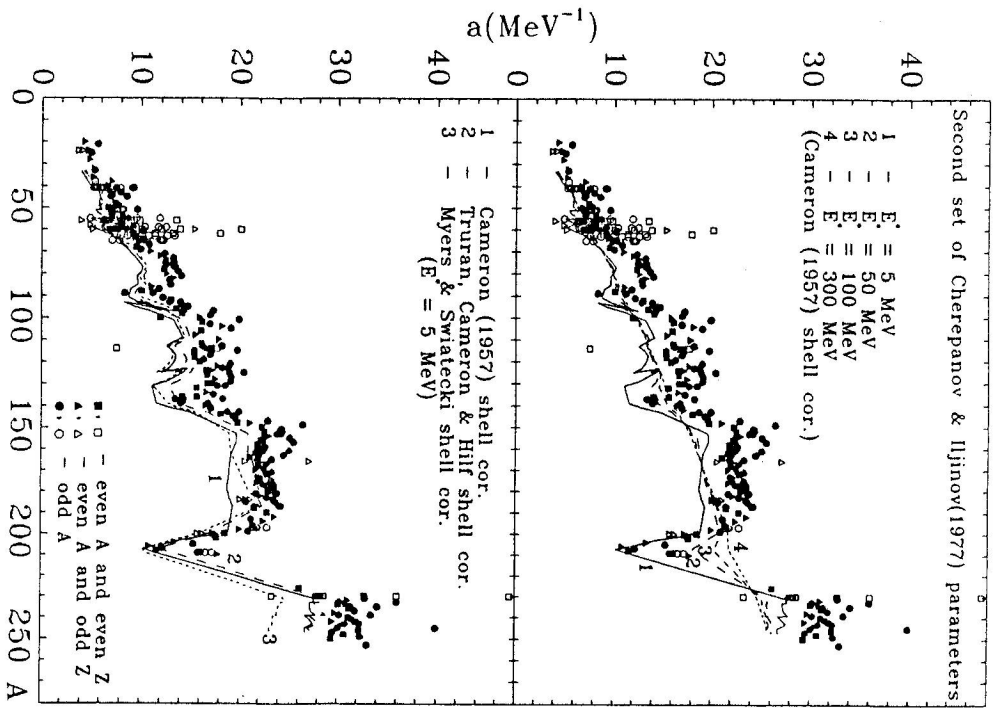 Second set of Cherepanov & Iljinov(1977) parameters
1 – E* = 5 MeV
2 – E* = 50 MeV
3 – E* = 100 MeV
4 – E* = 300 MeV
(Cameron (1957) shell cor.)
1
2
3
4
40
20
10
0
1 – Cameron (1957) shell cor.
2 – Truran, Cameron & Hilf shell cor.
3 – Myers & Swiatecki shell cor.
(E* = 5 MeV)
1
2
3
■,□ – even A and even Z
▲,△ – even A and odd Z
●,○ – odd A
40
30
20
10
0
a(MeV⁻¹)
0
50
100
150
200
250
A